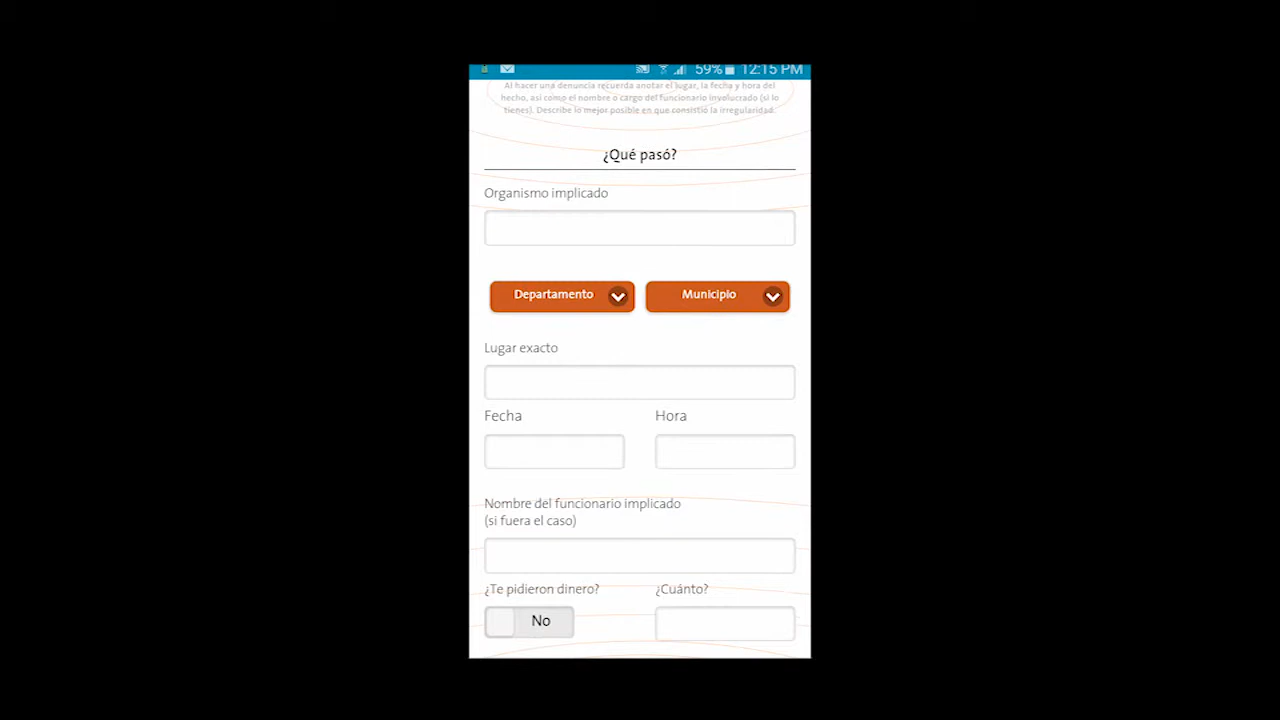 59% 12:15 PM
Al hacer una denuncia recuerda anotar el lugar, la fecha y hora del
hecho, asi como el nombre o cargo del funcionario involucrado (si lo
tienes). Describe lo mejor posible en que consistió la irregularidad.
¿Qué pasó?
Organismo implicado
Departamento Municipio
Lugar exacto
Fecha Hora
Nombre del funcionario implicado
(si fuera el caso)
¿Te pidieron dinero? ¿Cuánto?
No